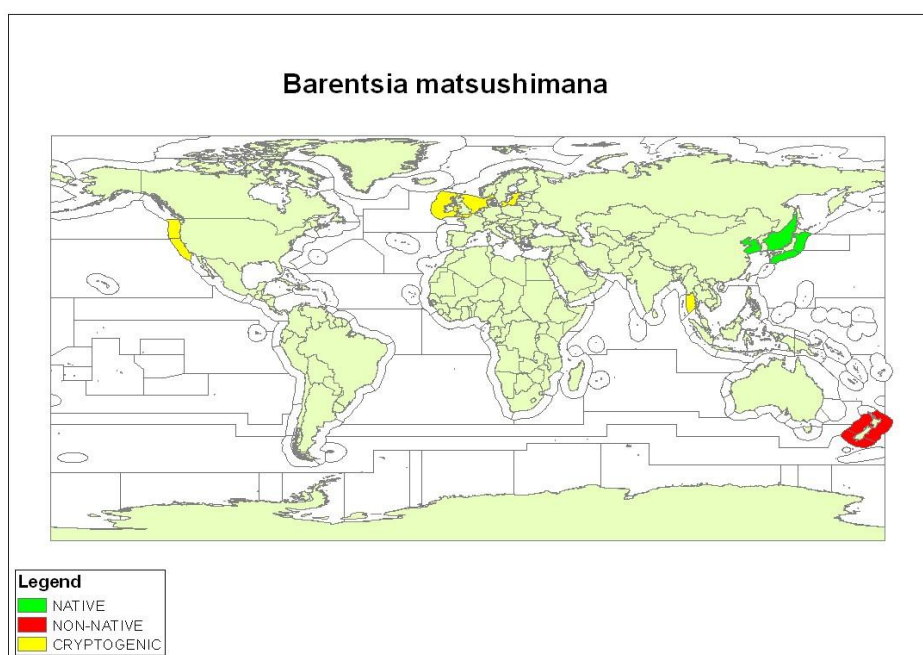 Barentsia matsushimana
Legend
NATIVE
NON-NATIVE
CRYPTOGENIC